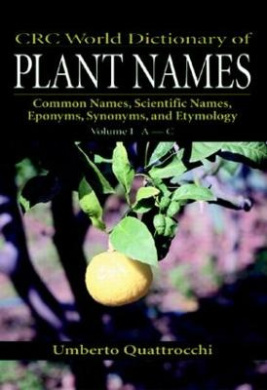 CRC World Dictionary of
PLANT NAMES
Common Names, Scientific Names,
Eponyms, Synonyms, and Etymology
Volume I A — C
Umberto Quattrocchi